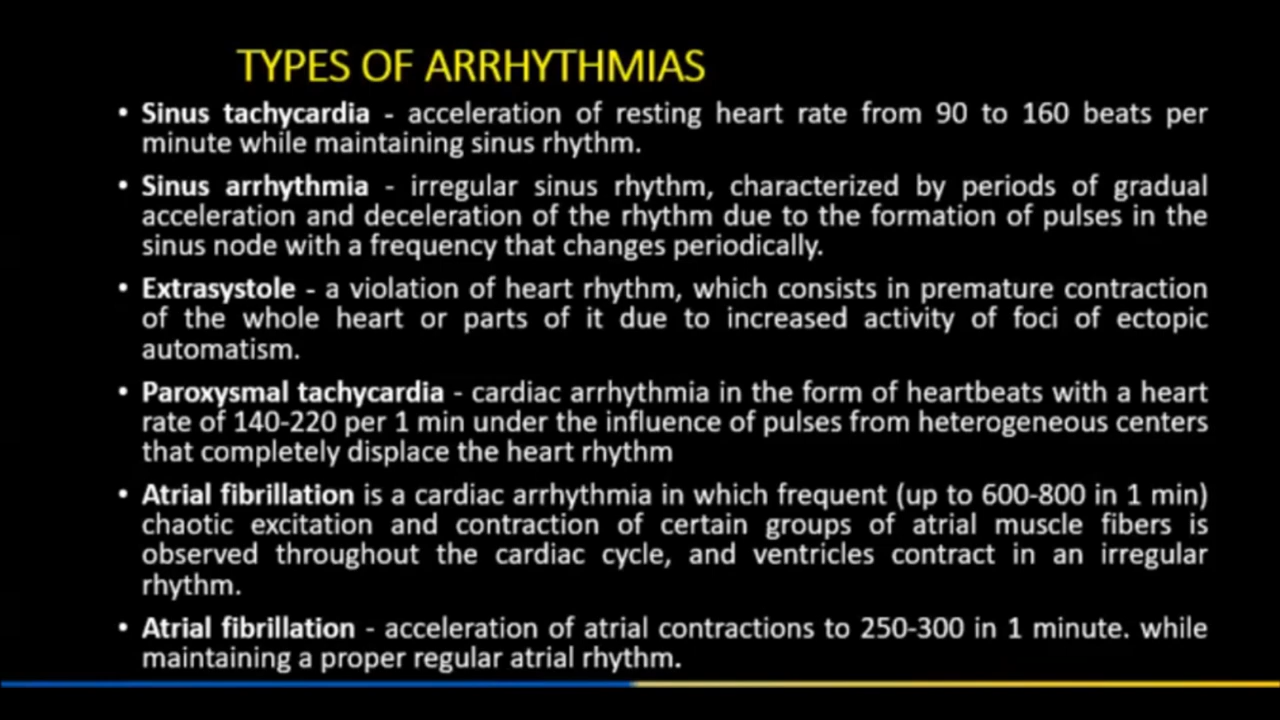 TYPES OF ARRHYTHMIAS
• Sinus tachycardia - acceleration of resting heart rate from 90 to 160 beats per
minute while maintaining sinus rhythm.
• Sinus arrhythmia - irregular sinus rhythm, characterized by periods of gradual
acceleration and deceleration of the rhythm due to the formation of pulses in the
sinus node with a frequency that changes periodically.
• Extrasystole - a violation of heart rhythm, which consists in premature contraction
of the whole heart or parts of it due to increased activity of foci of ectopic
automatism.
• Paroxysmal tachycardia - cardiac arrhythmia in the form of heartbeats with a heart
rate of 140-220 per 1 min under the influence of pulses from heterogeneous centers
that completely displace the heart rhythm
• Atrial fibrillation is a cardiac arrhythmia in which frequent (up to 600-800 in 1 min)
chaotic excitation and contraction of certain groups of atrial muscle fibers is
observed throughout the cardiac cycle, and ventricles contract in an irregular
rhythm.
• Atrial fibrillation - acceleration of atrial contractions to 250-300 in 1 minute. while
maintaining a proper regular atrial rhythm.